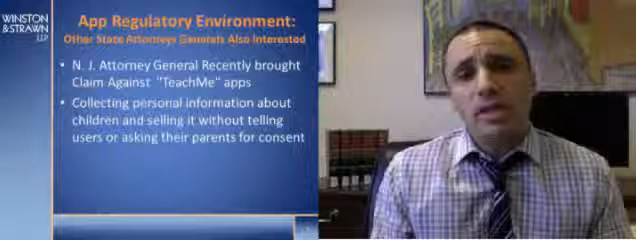 WINSTON
& STRAWN
LLP
App Regulatory Environment:
Other State Attorneys Generals Also Interested
• N. J. Attorney General Recently brought
Claim Against "TeachMe" apps
• Collecting personal information about
children and selling it without telling
users or asking their parents for consent